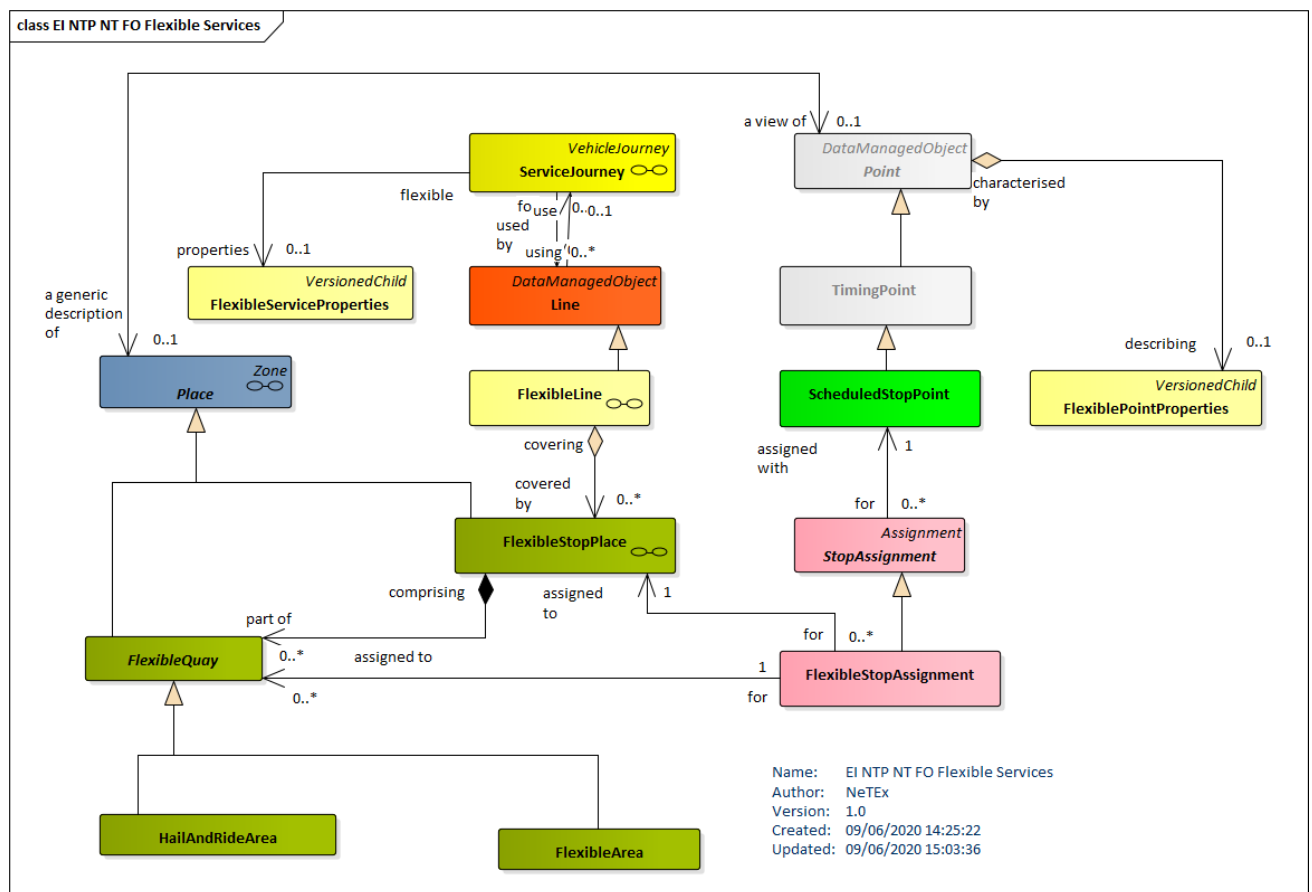 class EI NTP NT FO Flexible Services
a view of
0..1
VehicleJourney
ServiceJourney
DataManagedObject
Point
flexible
characterised
by
fo
use
0..
0..1
used
by
properties
0..1
using
0..*
VersionedChild
FlexibleServiceProperties
DataManagedObject
Line
TimingPoint
a generic
description
of
0..1
describing
0..1
Zone
Place
FlexibleLine
ScheduledStopPoint
VersionedChild
FlexiblePointProperties
covering
assigned
with
1
covered
by
0..*
for
0..*
FlexibleStopPlace
Assignment
StopAssignment
comprising
assigned
to
1
part of
for
0..*
FlexibleQuay
0..*
assigned to
1
FlexibleStopAssignment
0..*
for
HailAndRideArea
FlexibleArea
Name: EI NTP NT FO Flexible Services
Author: NeTEx
Version: 1.0
Created: 09/06/2020 14:25:22
Updated: 09/06/2020 15:03:36